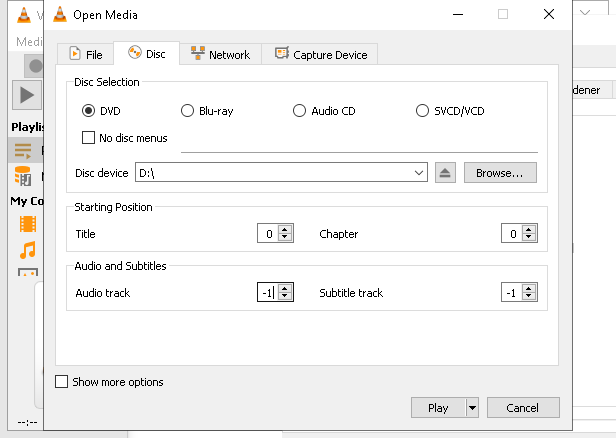 Open Media
Medi
File
Disc
Network
Capture Device
Disc Selection
DVD
Blu-ray
Audio CD
SVCD/VCD
No disc menus
Disc device
D:\
Browse...
Starting Position
Title
0
Chapter
0
Audio and Subtitles
Audio track
-1
Subtitle track
-1
Show more options
Play
Cancel
Playlis
My Co
dener
--:--